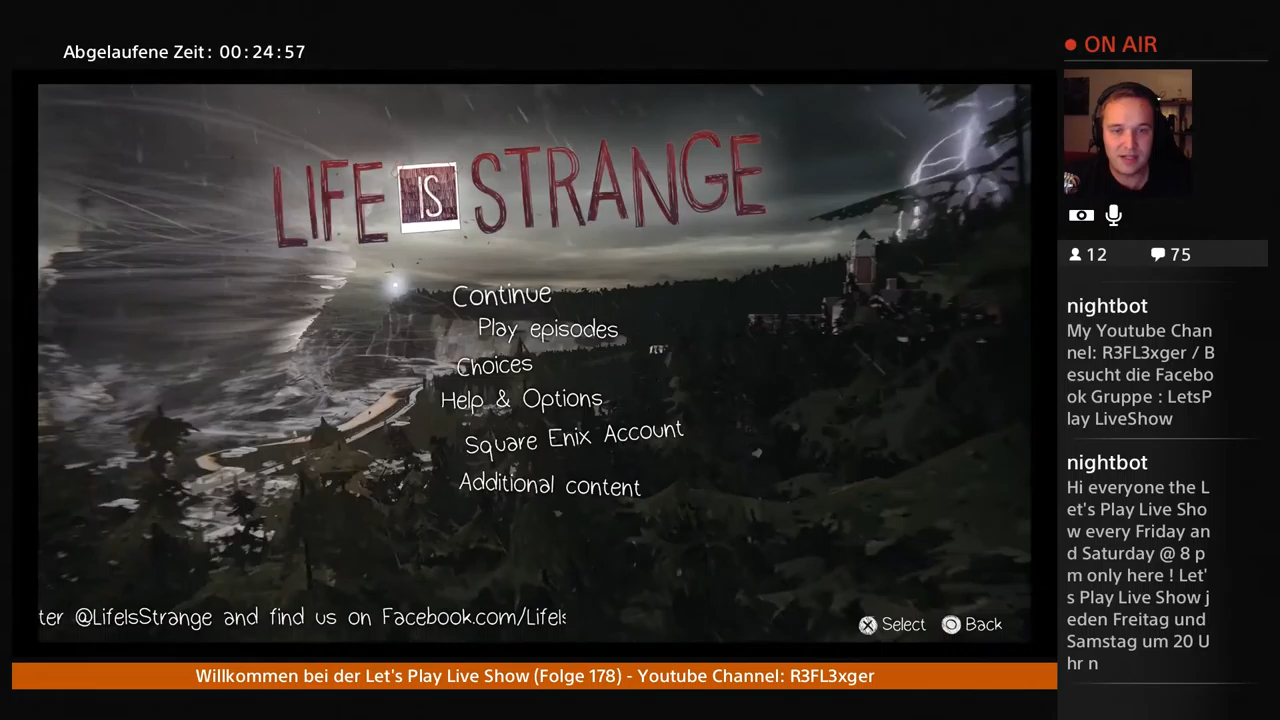 Abgelaufene Zeit: 00:24:57
ON AIR
LIFE IS STRANGE
Continue
Play episodes
Choices
Help & Options
Square Enix Account
Additional content
ter @LifeIsStrange and find us on Facebook.com/LifeIs
Select
Back
Willkommen bei der Let's Play Live Show (Folge 178) - Youtube Channel: R3FL3xger
12 75
nightbot
My Youtube Chan
nel: R3FL3xger / B
esucht die Facebo
ok Gruppe : LetsP
lay LiveShow
nightbot
Hi everyone the L
et's Play Live Sho
w every Friday an
d Saturday @ 8 p
m only here ! Let'
s Play Live Show j
eden Freitag und
Samstag um 20 U
hr n